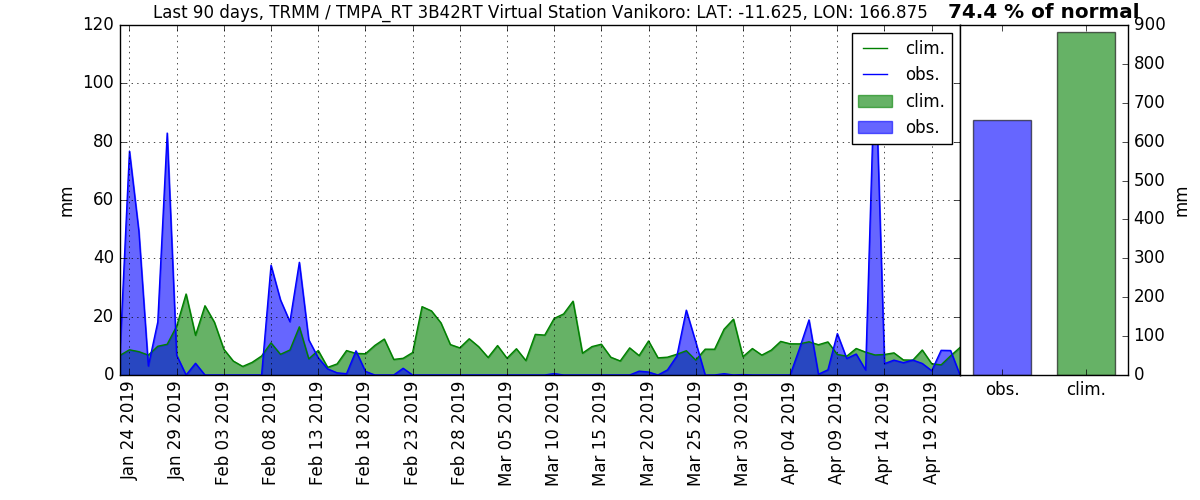 Last 90 days, TRMM / TMPA_RT 3B42RT Virtual Station Vanikoro: LAT: -11.625, LON: 166.875
74.4 % of normal
120
100
80
60
40
20
0
mm
clim.
obs.
clim.
obs.
900
800
700
600
500
400
300
200
100
0
mm
Jan 24 2019
Jan 29 2019
Feb 03 2019
Feb 08 2019
Feb 13 2019
Feb 18 2019
Feb 23 2019
Feb 28 2019
Mar 05 2019
Mar 10 2019
Mar 15 2019
Mar 20 2019
Mar 25 2019
Mar 30 2019
Apr 04 2019
Apr 09 2019
Apr 14 2019
Apr 19 2019
obs.
clim.